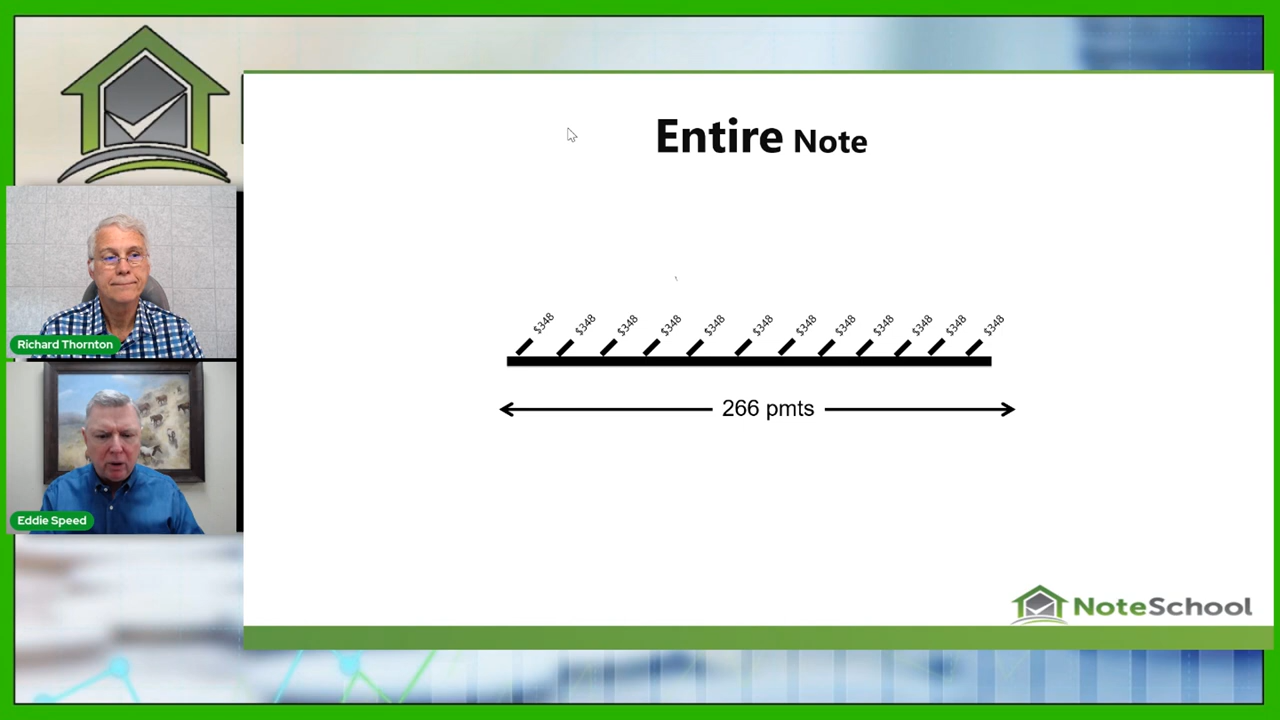 Entire Note
$348 $348 $348 $348 $348 $348 $348 $348 $348 $348 $348 $348
266 pmts
Richard Thornton
Eddie Speed
NoteSchool